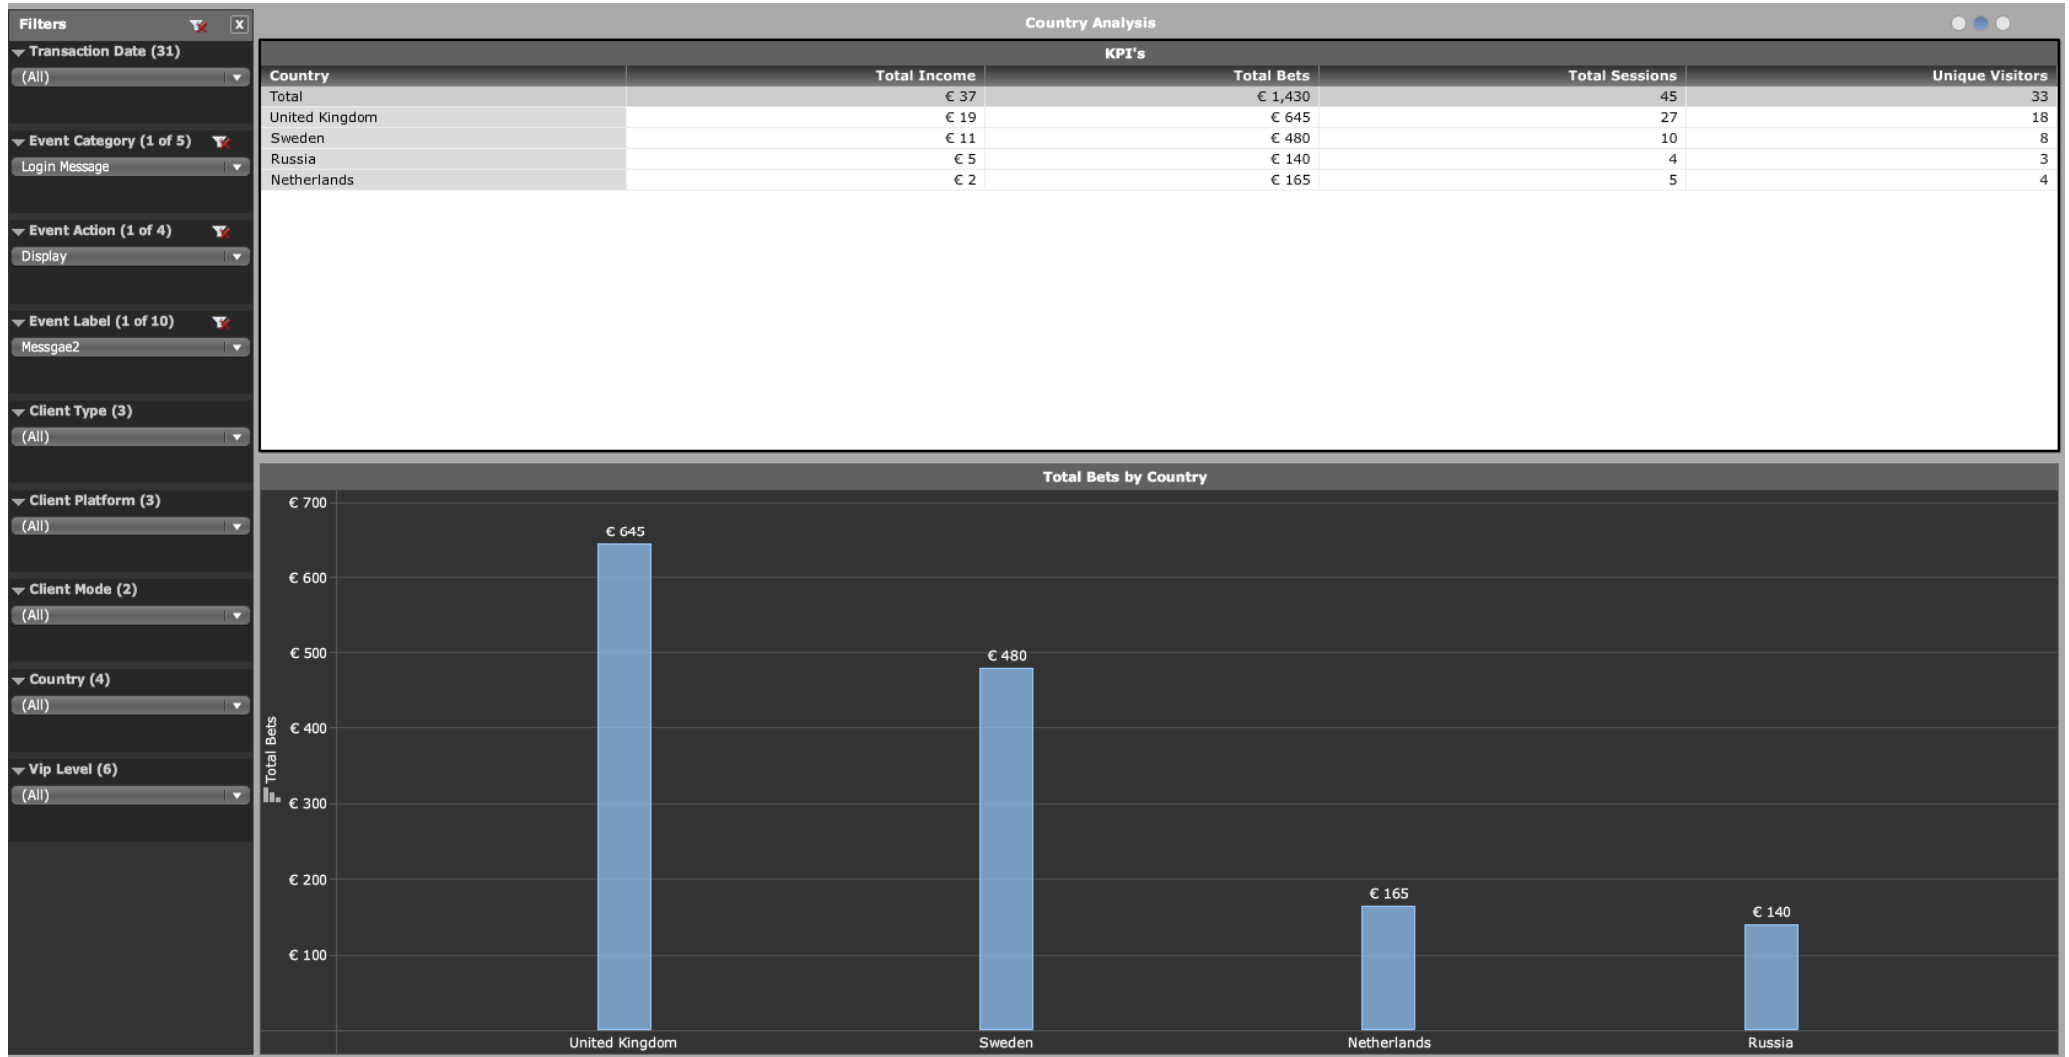 Filters X
Transaction Date (31)
(All)
Event Category (1 of 5)
Login Message
Event Action (1 of 4)
Display
Event Label (1 of 10)
Messgae2
Client Type (3)
(All)
Client Platform (3)
(All)
Client Mode (2)
(All)
Country (4)
(All)
Vip Level (6)
(All)
Country Analysis
KPI's
Country Total Income Total Bets Total Sessions Unique Visitors
Total € 37 € 1,430 45 33
United Kingdom € 19 € 645 27 18
Sweden € 11 € 480 10 8
Russia € 5 € 140 4 3
Netherlands € 2 € 165 5 4
Total Bets by Country
Total Bets
€ 700
€ 600
€ 500
€ 400
€ 300
€ 200
€ 100
€ 645
€ 480
€ 165
€ 140
United Kingdom Sweden Netherlands Russia